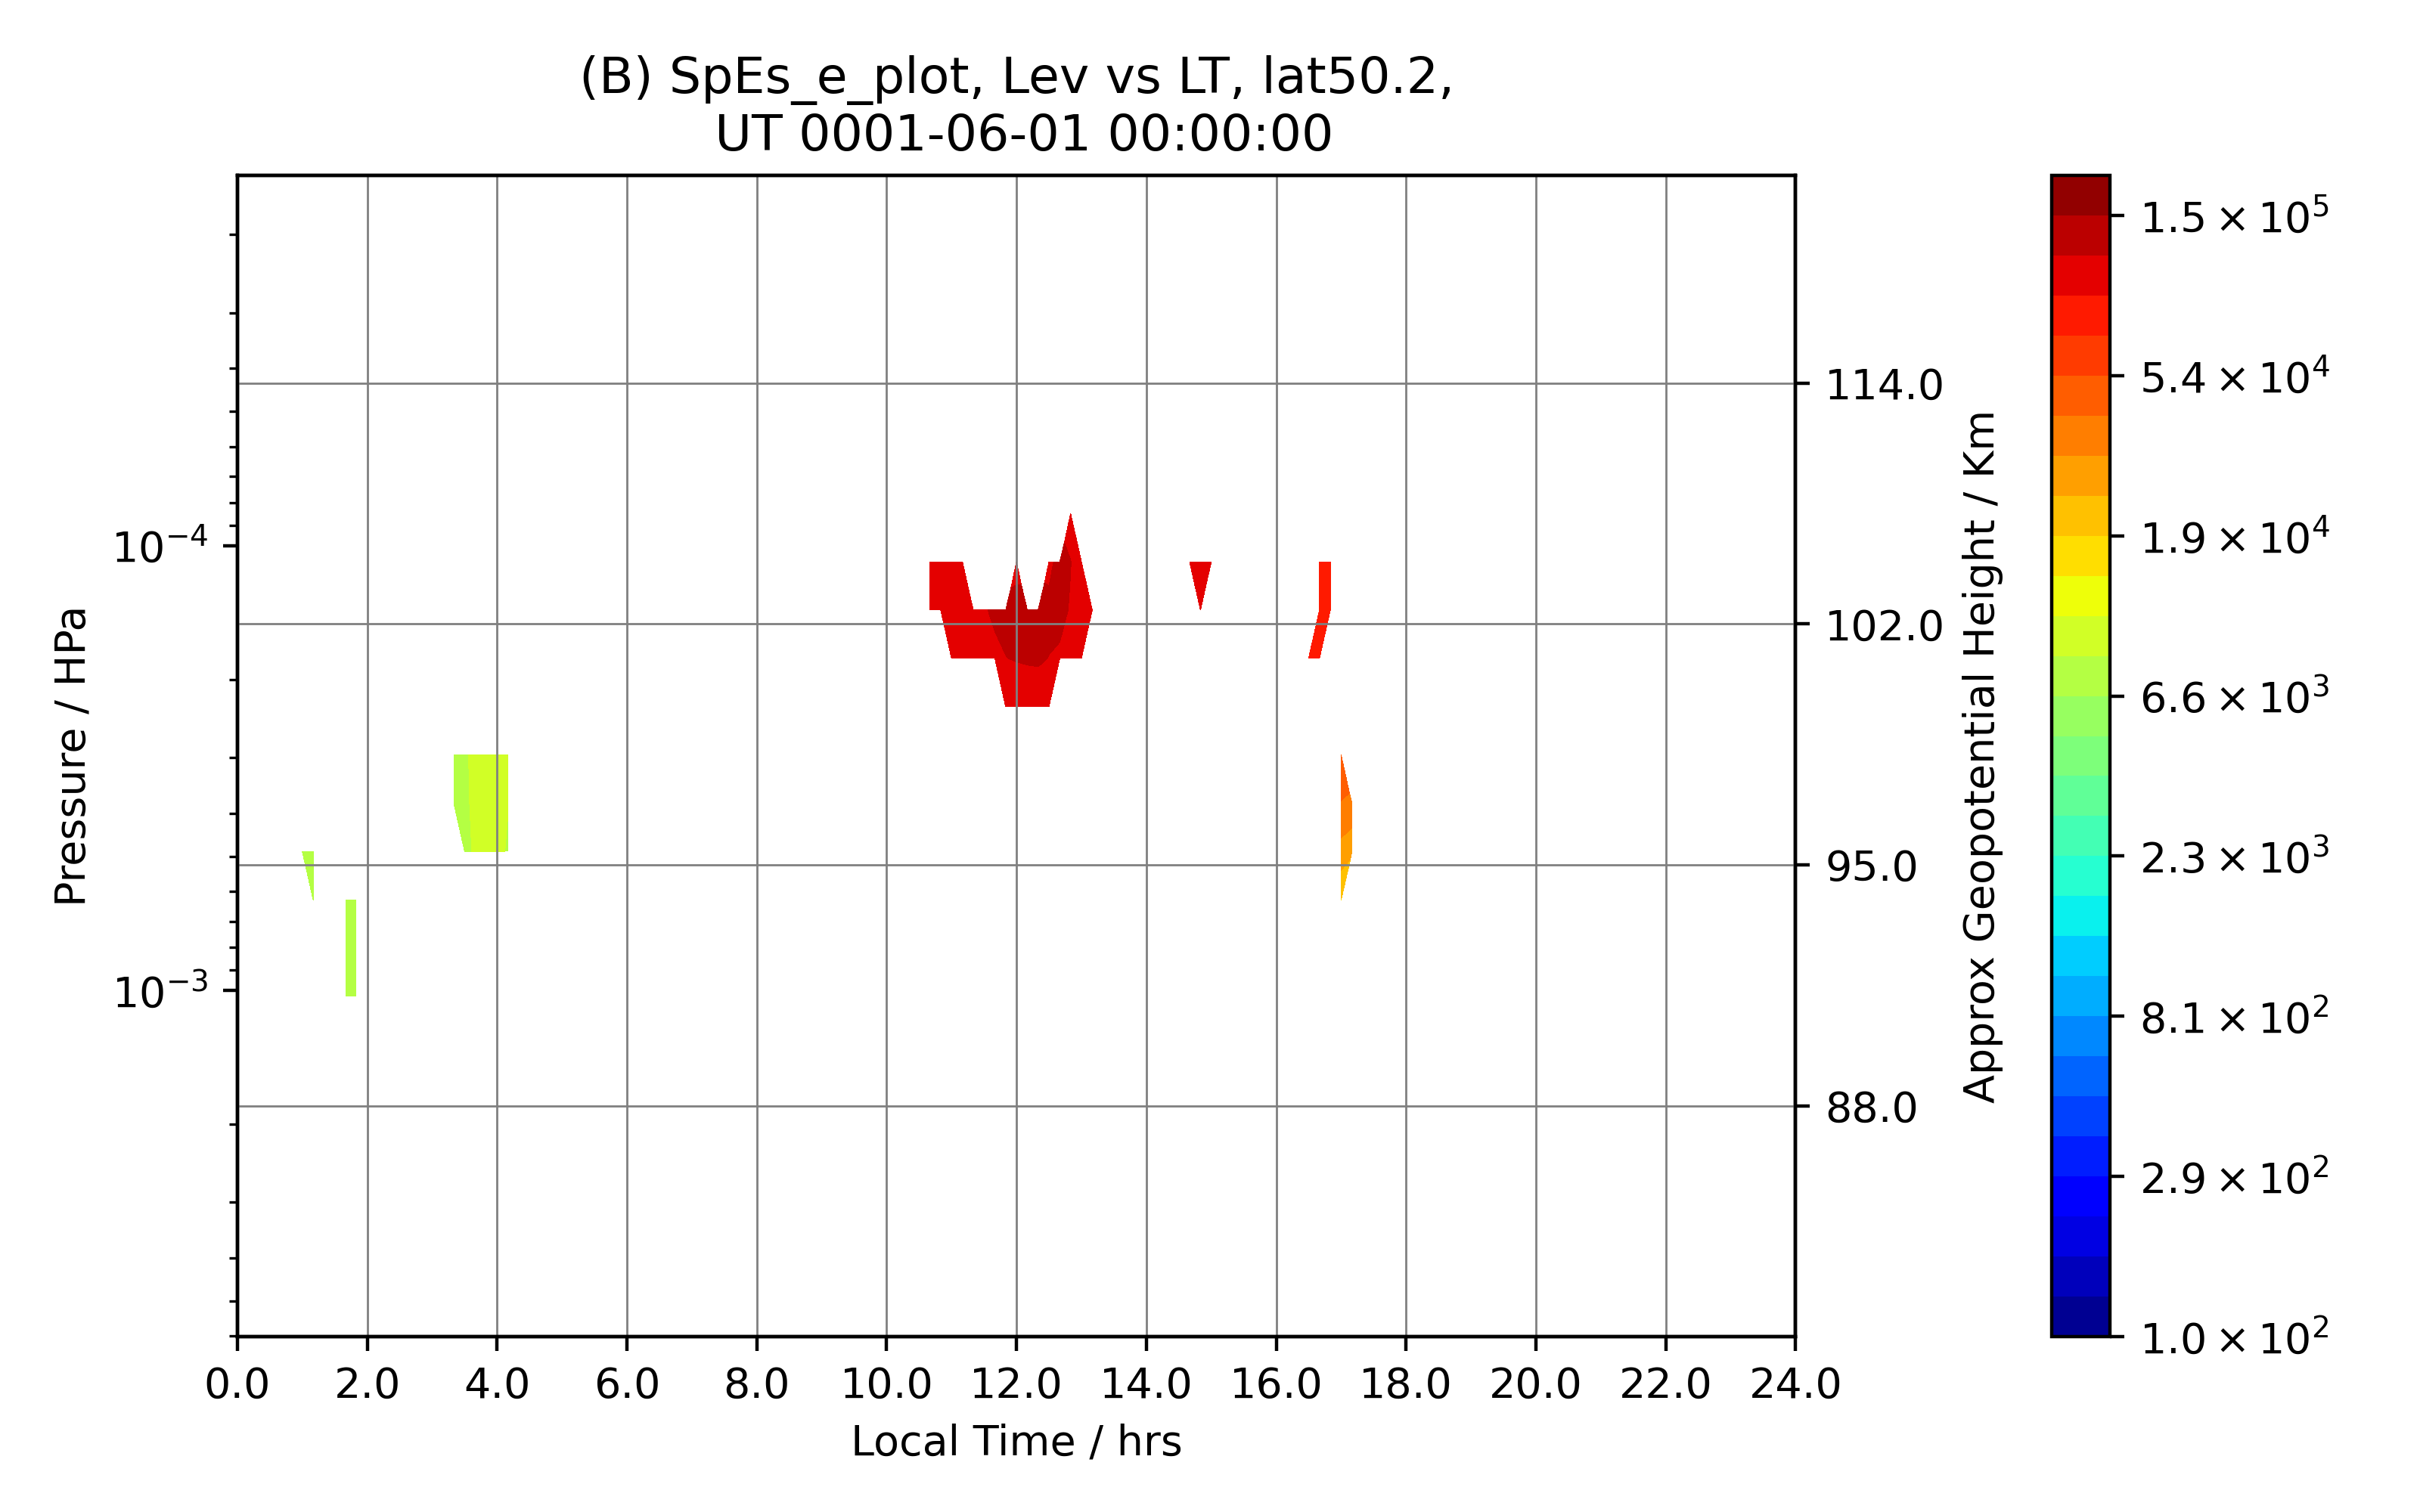 (B) SpEs_e_plot, Lev vs LT, lat50.2,
UT 0001-06-01 00:00:00
Pressure / HPa
10⁻⁴
10⁻³
0.0 2.0 4.0 6.0 8.0 10.0 12.0 14.0 16.0 18.0 20.0 22.0 24.0
Local Time / hrs
114.0
102.0
95.0
88.0
Approx Geopotential Height / Km
1.5 × 10⁵
5.4 × 10⁴
1.9 × 10⁴
6.6 × 10³
2.3 × 10³
8.1 × 10²
2.9 × 10²
1.0 × 10²